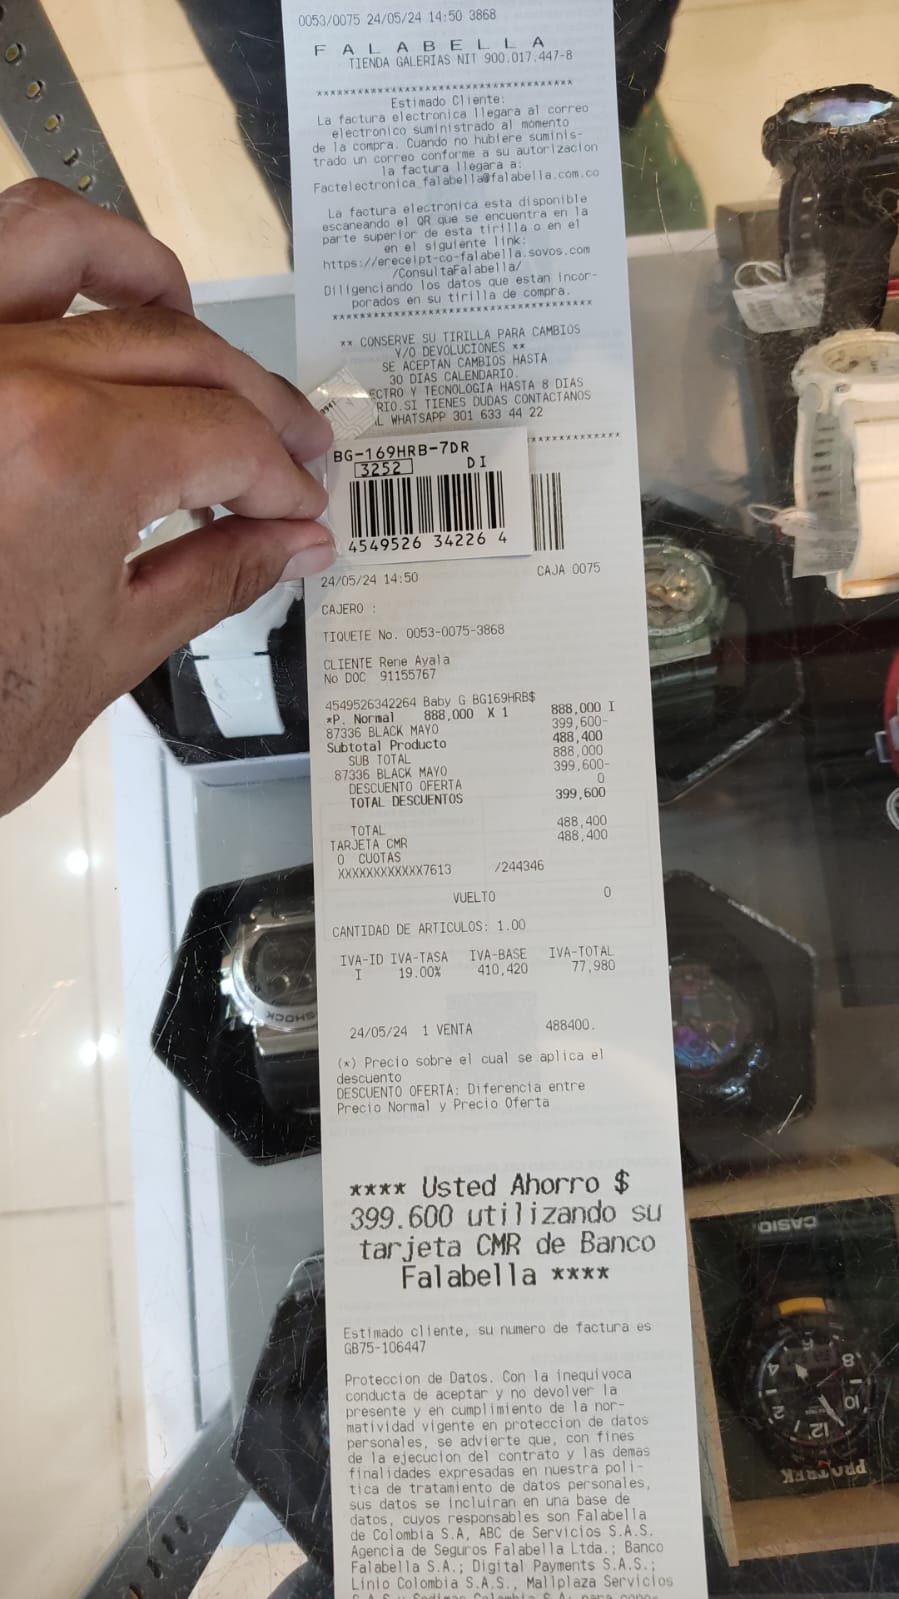 0053/0075 24/05/24 14:50 3868
F A L A B E L L A
TIENDA GALERIAS NIT 900.017.447-8
****************************************
Estimado Cliente:
La factura electronica llegara al correo
electronico suministrado al momento
de la compra. Cuando no hubiere suminis-
trado un correo conforme a su autorizacion
la factura llegara a:
Factelectronica_falabella@falabella.com.co
La factura electronica esta disponible
escaneando el QR que se encuentra en la
parte superior de esta tirilla o en el
en el siguiente link:
https://ereceipt-co-falabella.sovos.com
/ConsultaFalabella/
Diligenciando los datos que estan incor-
porados en su tirilla de compra.
****************************************
** CONSERVE SU TIRILLA PARA CAMBIOS
Y/O DEVOLUCIONES **
SE ACEPTAN CAMBIOS HASTA
30 DIAS CALENDARIO.
ECTRO Y TECNOLOGIA HASTA 8 DIAS
RIO.SI TIENES DUDAS CONTACTANOS
AL WHATSAPP 301 633 44 22
BG-169HRB-7DR
3252 DI
4549526 34226 4
24/05/24 14:50 CAJA 0075
CAJERO :
TIQUETE No. 0053-0075-3868
CLIENTE Rene Ayala
No DOC 91155767
4549526342264 Baby G BG169HRB$
*P. Normal 888,000 X 1 888,000 I
87336 BLACK MAYO 399,600-
Subtotal Producto 488,400
SUB TOTAL 888,000
87336 BLACK MAYO 399,600-
DESCUENTO OFERTA 0
TOTAL DESCUENTOS 399,600
TOTAL 488,400
TARJETA CMR 488,400
0 CUOTAS
XXXXXXXXXXXX7613 /244346
VUELTO 0
CANTIDAD DE ARTICULOS: 1.00
IVA-ID IVA-TASA IVA-BASE IVA-TOTAL
I 19.00% 410,420 77,980
24/05/24 1 VENTA 488400.
(*) Precio sobre el cual se aplica el
descuento
DESCUENTO OFERTA: Diferencia entre
Precio Normal y Precio Oferta
**** Usted Ahorro $
399.600 utilizando su
tarjeta CMR de Banco
Falabella ****
Estimado cliente, su numero de factura es
GB75-106447
Proteccion de Datos. Con la inequivoca
conducta de aceptar y no devolver la
presente y en cumplimiento de la nor-
matividad vigente en proteccion de datos
personales, se advierte que, con fines
de la ejecucion del contrato y las demas
finalidades expresadas en nuestra poli-
tica de tratamiento de datos personales,
sus datos se incluiran en una base de
datos, cuyos responsables son Falabella
de Colombia S.A, ABC de Servicios S.A.S.
Agencia de Seguros Falabella Ltda.; Banco
Falabella S.A.; Digital Payments S.A.S.;
Linio Colombia S.A.S., Mallplaza Servicios
CASIO
PROTREK